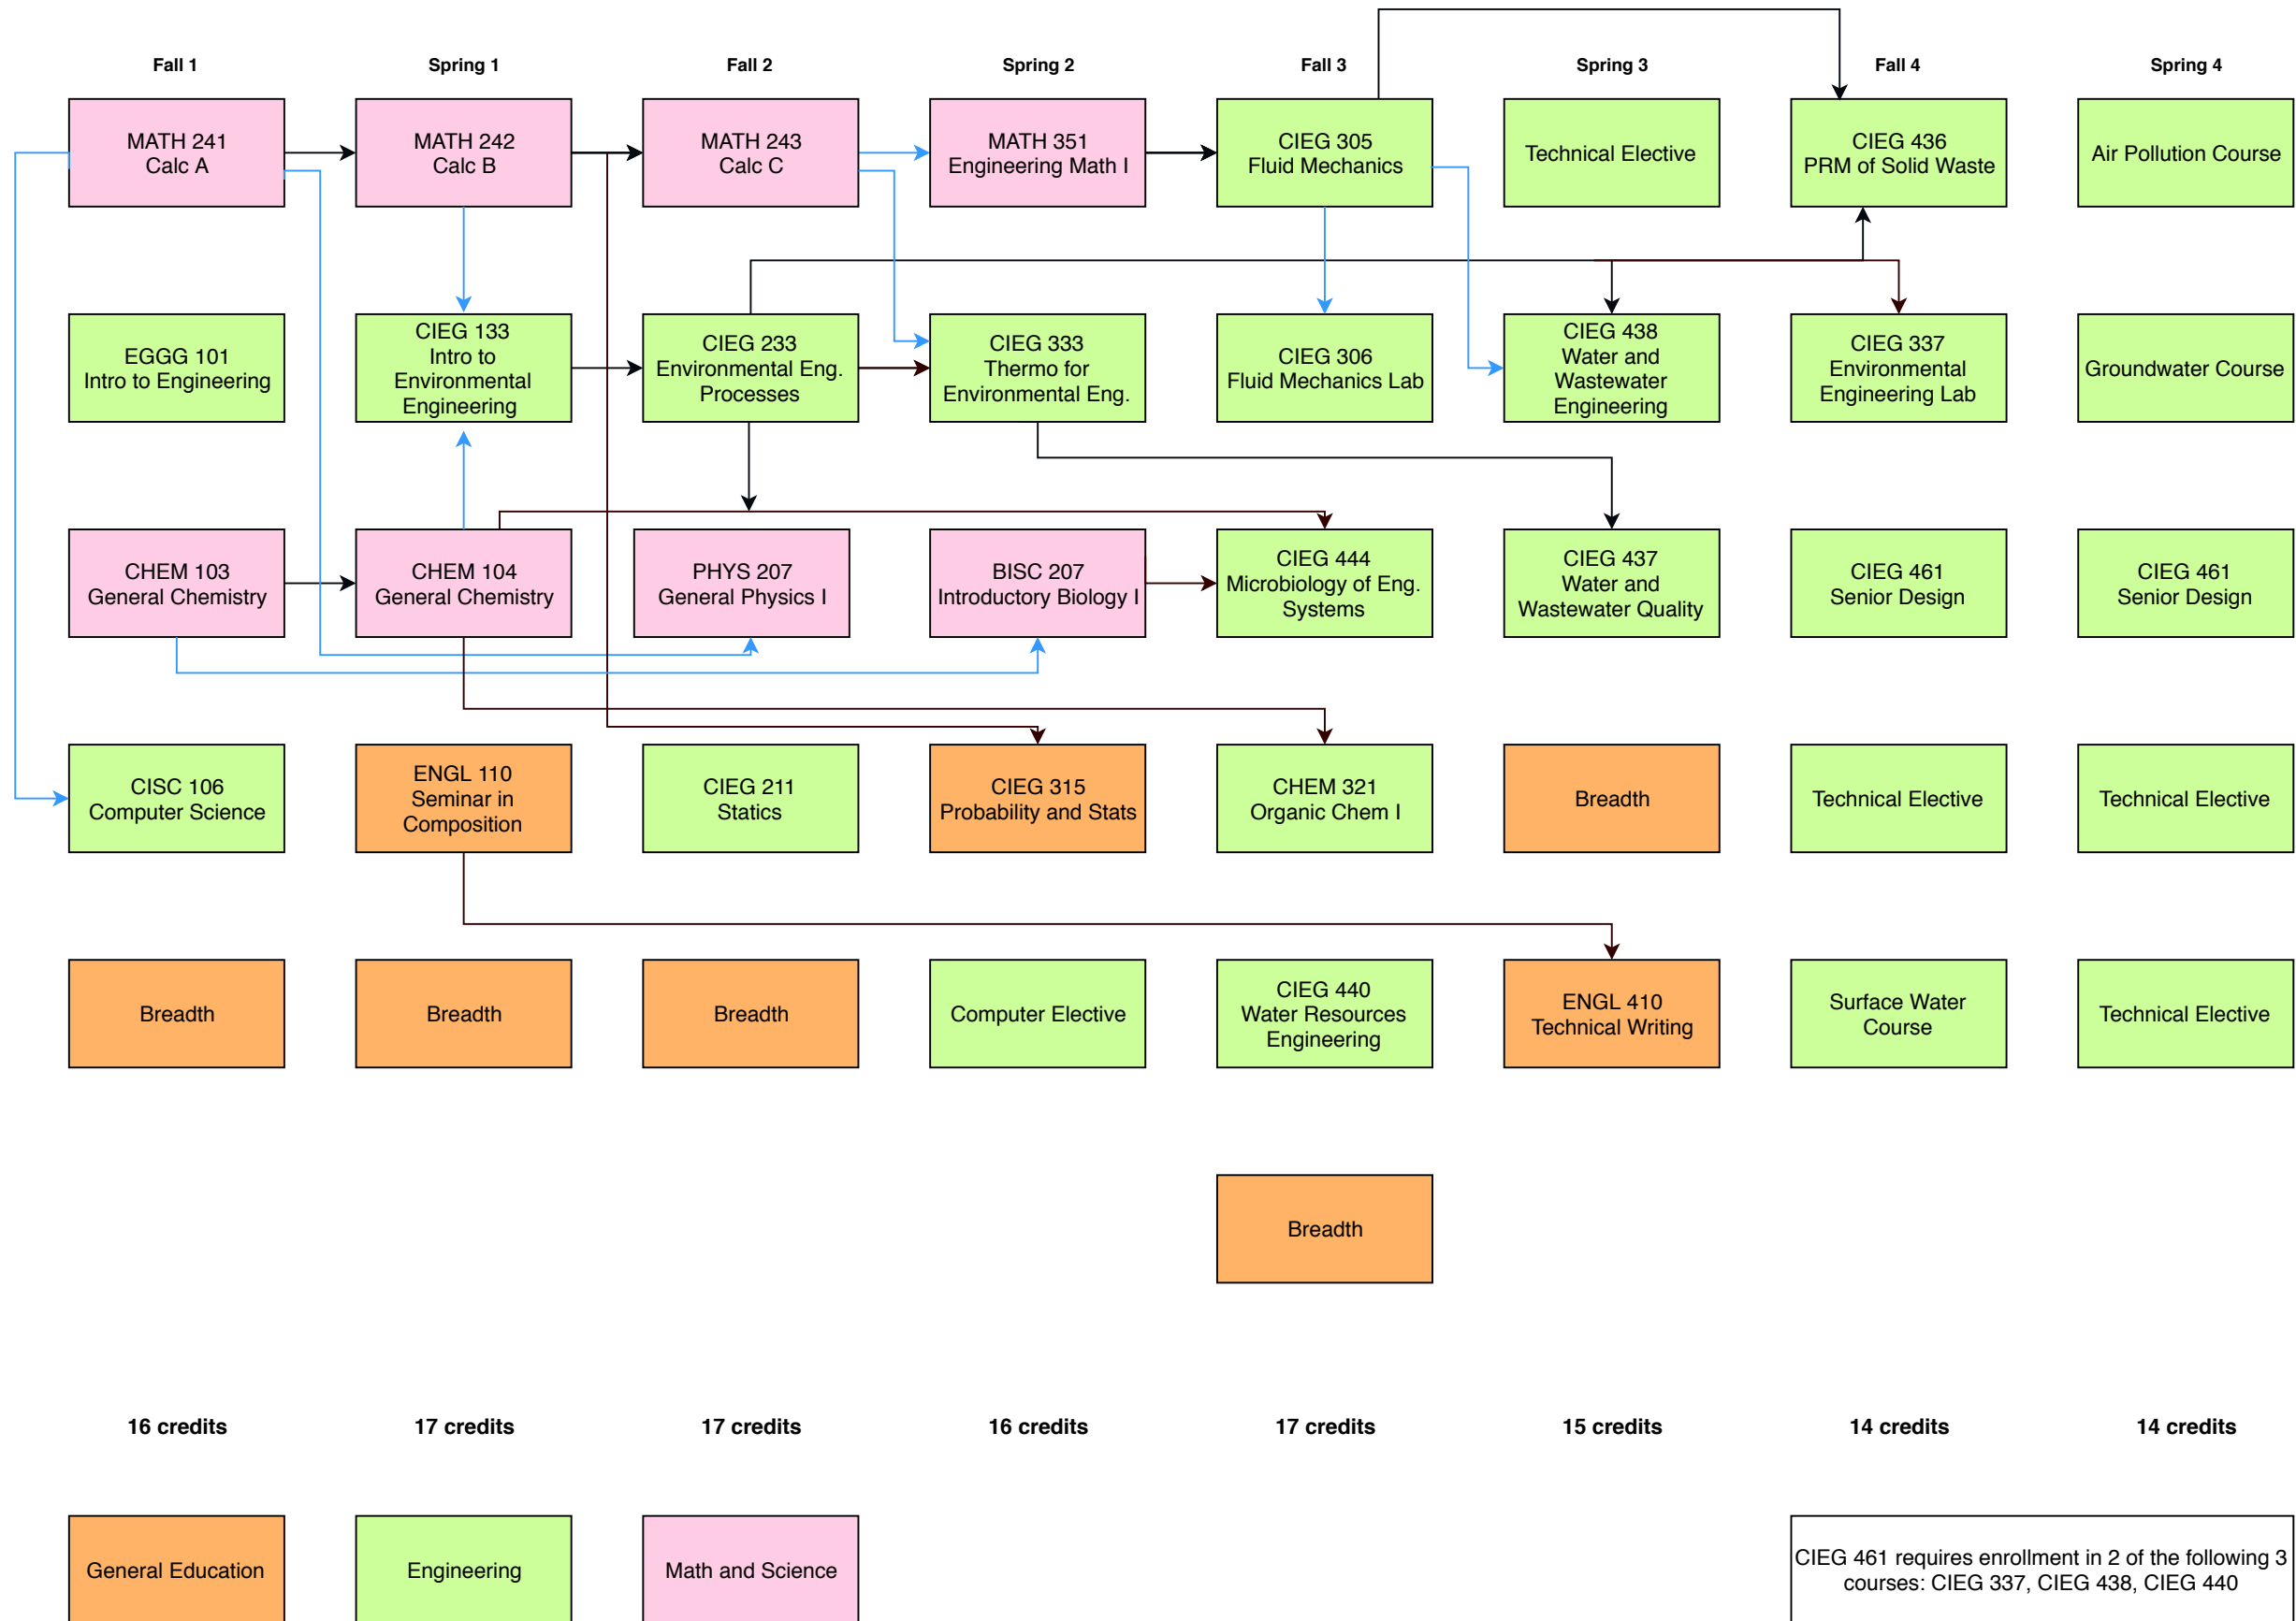 Fall 1
Spring 1
Fall 2
Spring 2
Fall 3
Spring 3
Fall 4
Spring 4
MATH 241
Calc A
MATH 242
Calc B
MATH 243
Calc C
MATH 351
Engineering Math I
CIEG 305
Fluid Mechanics
Technical Elective
CIEG 436
PRM of Solid Waste
Air Pollution Course
EGGG 101
Intro to Engineering
CIEG 133
Intro to
Environmental
Engineering
CIEG 233
Environmental Eng.
Processes
CIEG 333
Thermo for
Environmental Eng.
CIEG 306
Fluid Mechanics Lab
CIEG 438
Water and
Wastewater
Engineering
CIEG 337
Environmental
Engineering Lab
Groundwater Course
CHEM 103
General Chemistry
CHEM 104
General Chemistry
PHYS 207
General Physics I
BISC 207
Introductory Biology I
CIEG 444
Microbiology of Eng.
Systems
CIEG 437
Water and
Wastewater Quality
CIEG 461
Senior Design
CIEG 461
Senior Design
CISC 106
Computer Science
ENGL 110
Seminar in
Composition
CIEG 211
Statics
CIEG 315
Probability and Stats
CHEM 321
Organic Chem I
Breadth
Technical Elective
Technical Elective
Breadth
Breadth
Breadth
Computer Elective
CIEG 440
Water Resources
Engineering
ENGL 410
Technical Writing
Surface Water
Course
Technical Elective
Breadth
16 credits
17 credits
17 credits
16 credits
17 credits
15 credits
14 credits
14 credits
General Education
Engineering
Math and Science
CIEG 461 requires enrollment in 2 of the following 3
courses: CIEG 337, CIEG 438, CIEG 440